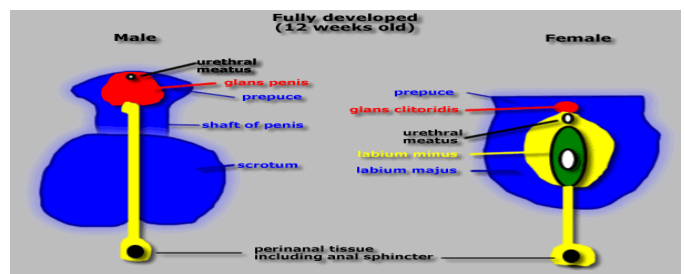 Fully developed
(12 weeks old)
Male
Female
urethral
meatus
glans penis
prepuce
shaft of penis
scrotum
prepuce
glans clitoridis
urethral
meatus
labium minus
labium majus
perinanal tissue
including anal sphincter